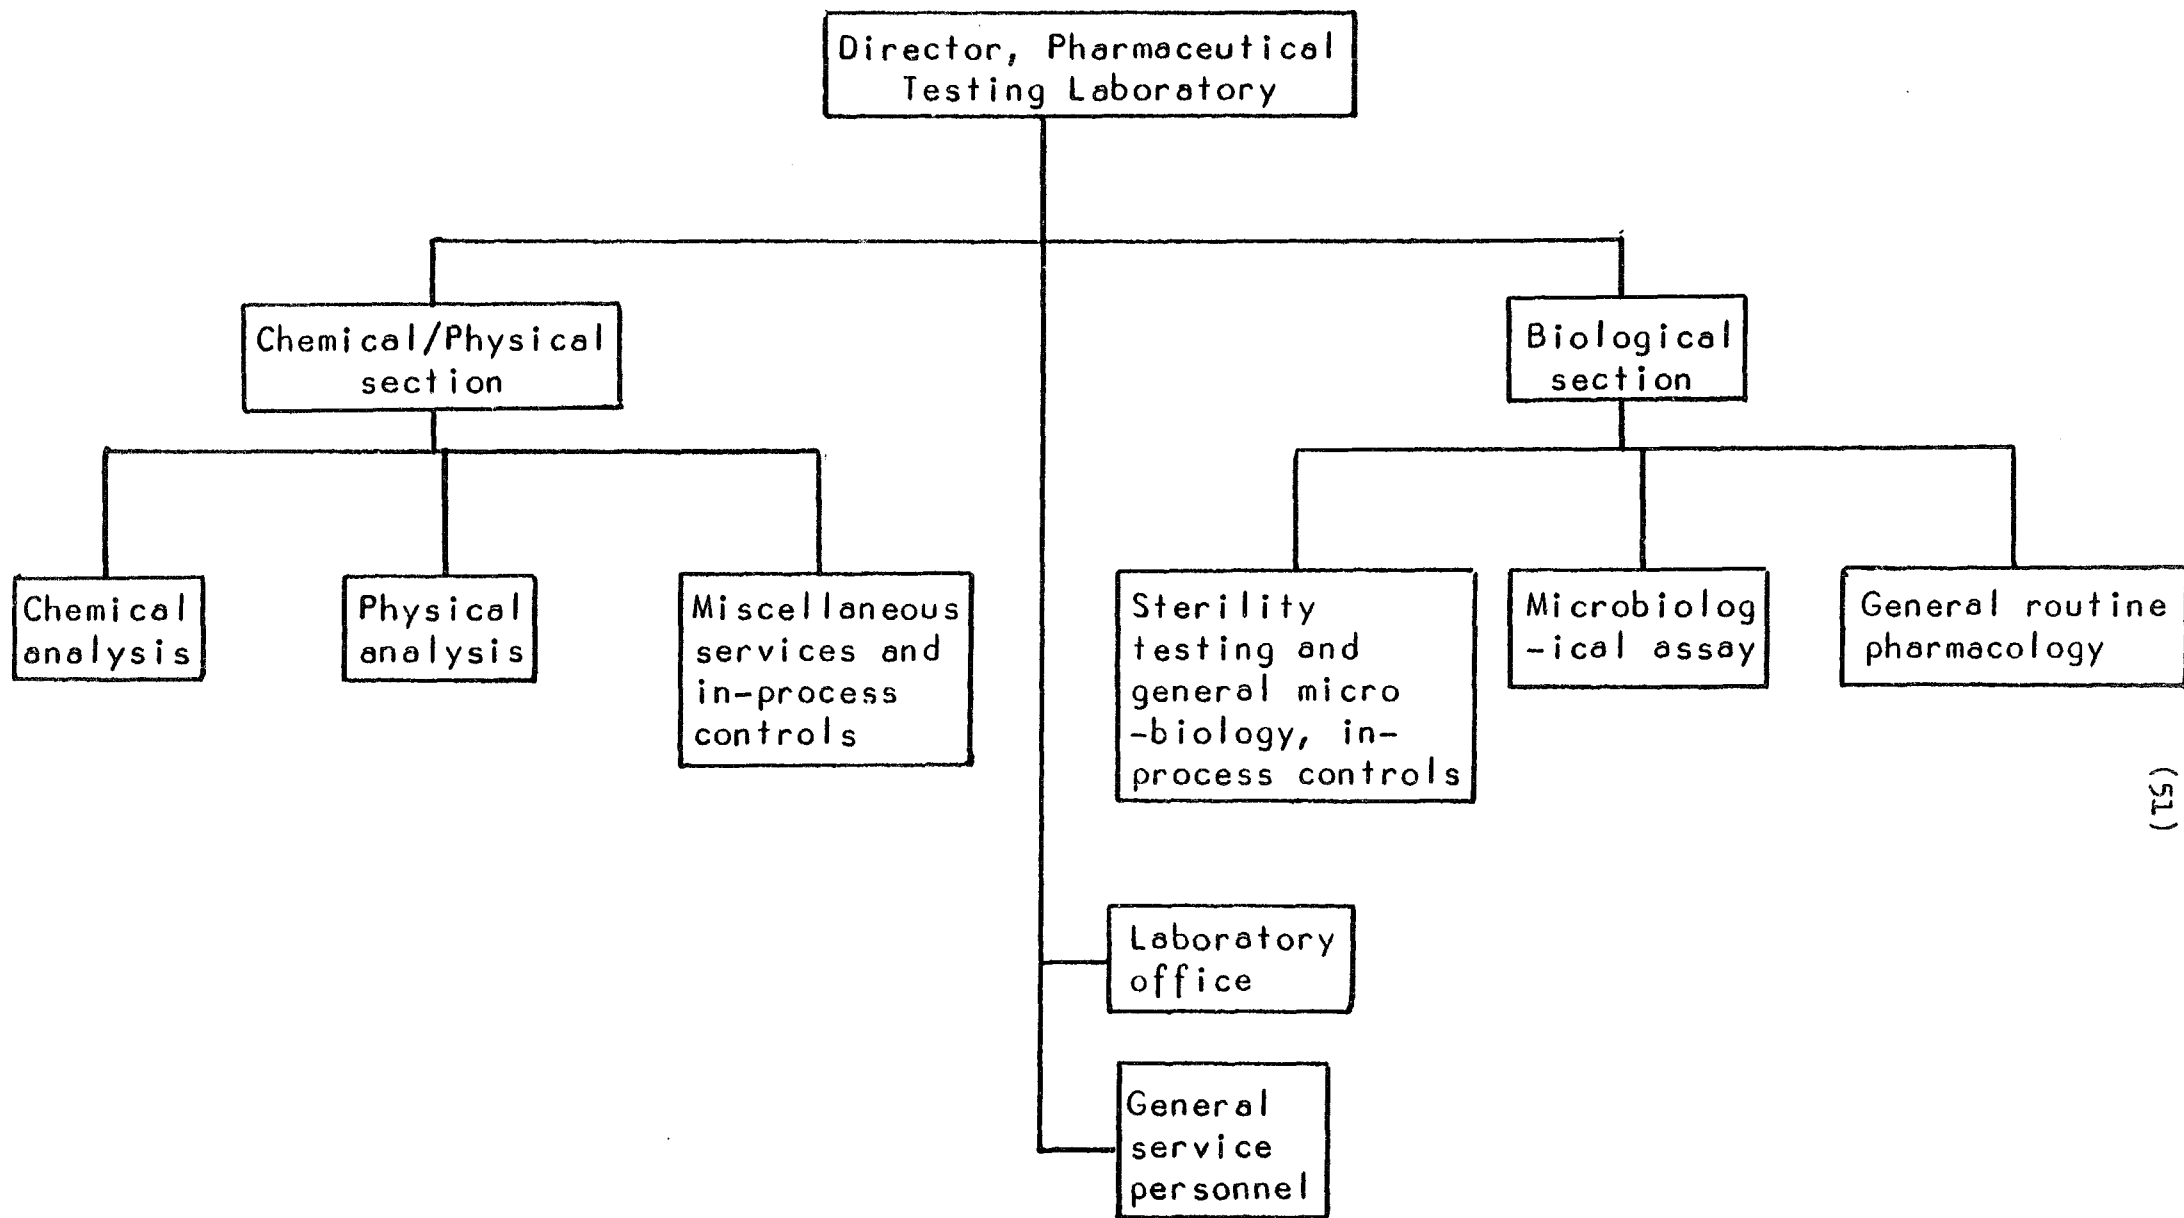 Director, Pharmaceutical
Testing Laboratory
Chemical/Physical
section
Biological
section
Chemical
analysis
Physical
analysis
Miscellaneous
services and
in-process
controls
Sterility
testing and
general micro
-biology, in-
process controls
Microbiolog
-ical assay
General routine
pharmacology
(51)
Laboratory
office
General
service
personnel